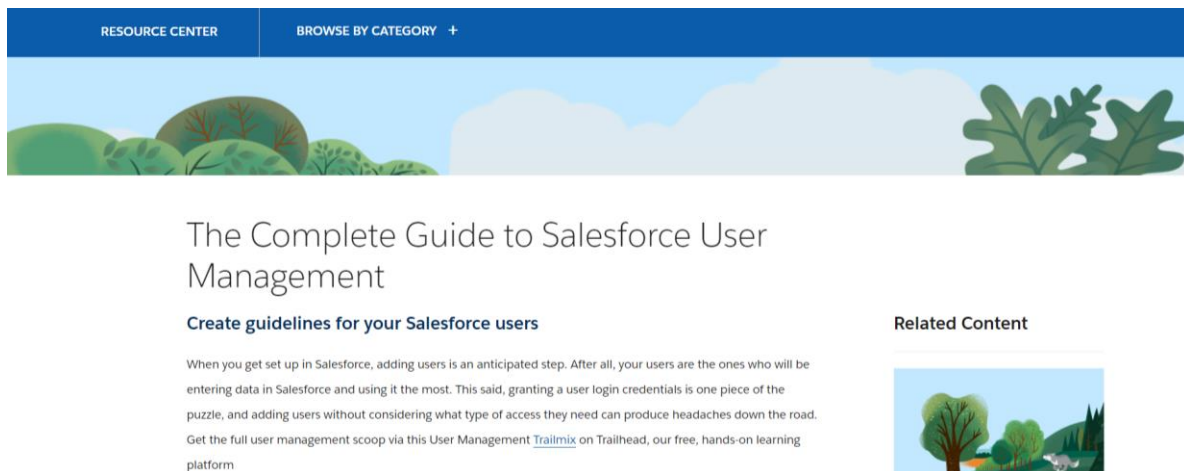 RESOURCE CENTER
BROWSE BY CATEGORY +
The Complete Guide to Salesforce User
Management
Create guidelines for your Salesforce users
Related Content
When you get set up in Salesforce, adding users is an anticipated step. After all, your users are the ones who will be
entering data in Salesforce and using it the most. This said, granting a user login credentials is one piece of the
puzzle, and adding users without considering what type of access they need can produce headaches down the road.
Get the full user management scoop via this User Management Trailmix on Trailhead, our free, hands-on learning
platform